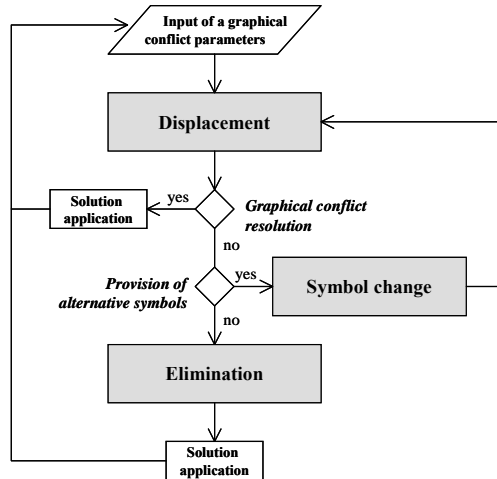 Input of a graphical
conflict parameters
Displacement
yes
Solution
application
Graphical conflict
resolution
no
Provision of
alternative symbols
yes
Symbol change
no
Elimination
Solution
application